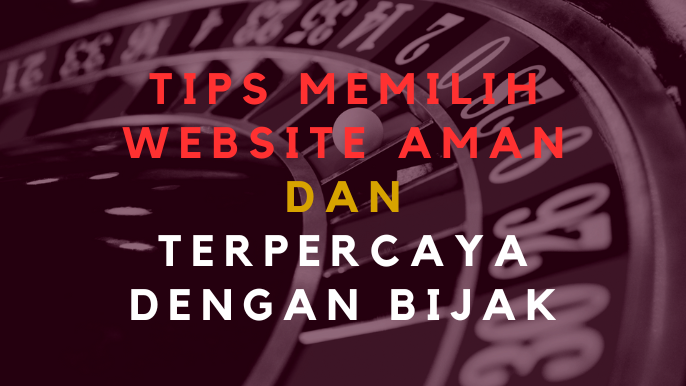 TIPS MEMILIH
WEBSITE AMAN
DAN
TERPERCAYA
DENGAN BIJAK